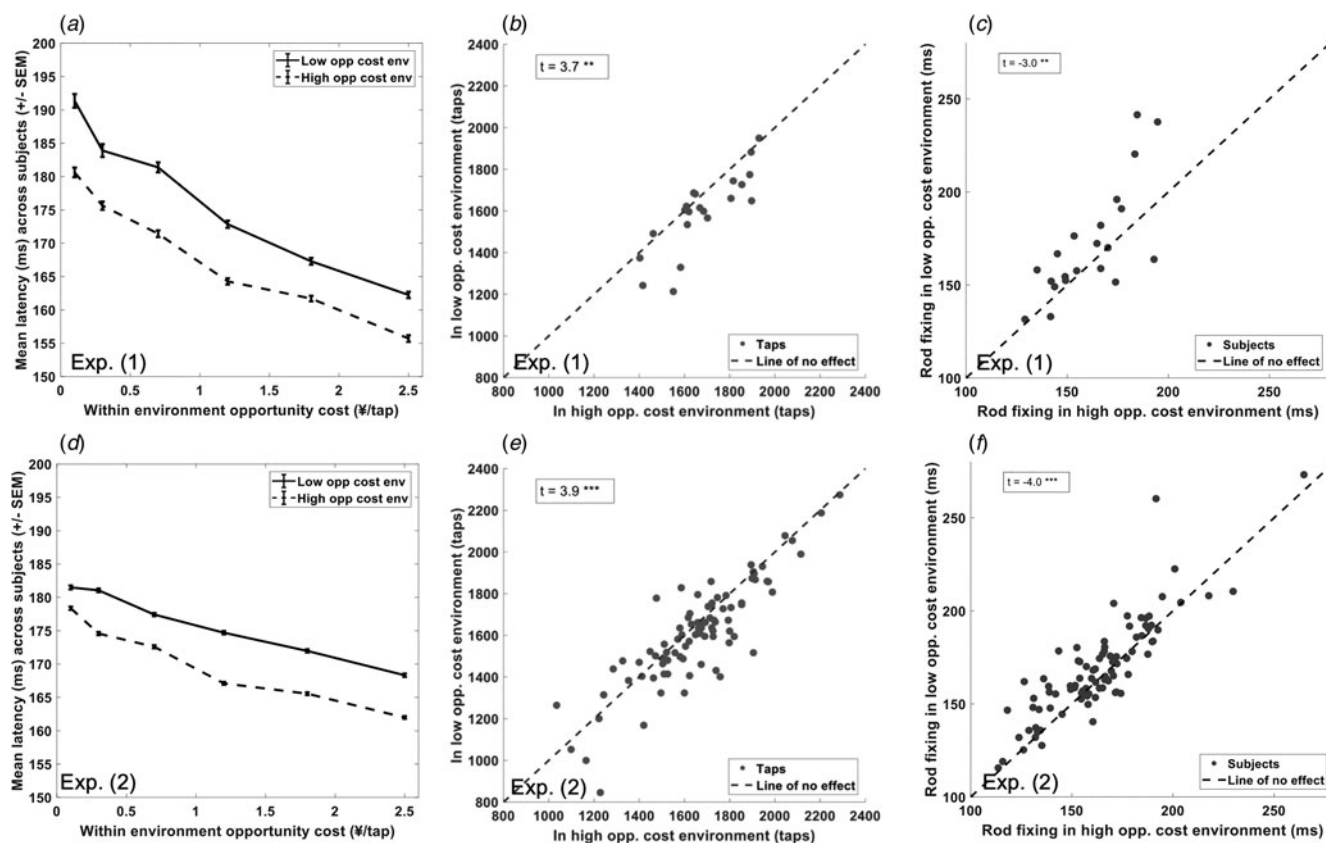 (a)
Mean latency (ms) across subjects (+/- SEM)
200
195
190
185
180
175
170
165
160
155
150
Low opp cost env
High opp cost env
Exp. (1)
0 0.5 1 1.5 2 2.5
Within environment opportunity cost (¥/tap)
(b)
In low opp. cost environment (taps)
2400
2200
2000
1800
1600
1400
1200
1000
800
t = 3.7 **
Taps
Line of no effect
Exp. (1)
800 1000 1200 1400 1600 1800 2000 2200 2400
In high opp. cost environment (taps)
(c)
Rod fixing in low opp. cost environment (ms)
250
200
150
100
t = -3.0 **
Subjects
Line of no effect
Exp. (1)
100 150 200 250
Rod fixing in high opp. cost environment (ms)
(d)
Mean latency (ms) across subjects (+/- SEM)
200
195
190
185
180
175
170
165
160
155
150
Low opp cost env
High opp cost env
Exp. (2)
0 0.5 1 1.5 2 2.5
Within environment opportunity cost (¥/tap)
(e)
In low opp. cost environment (taps)
2400
2200
2000
1800
1600
1400
1200
1000
800
t = 3.9 ***
Taps
Line of no effect
Exp. (2)
800 1000 1200 1400 1600 1800 2000 2200 2400
In high opp. cost environment (taps)
(f)
Rod fixing in low opp. cost environment (ms)
250
200
150
100
t = -4.0 ***
Subjects
Line of no effect
Exp. (2)
100 150 200 250
Rod fixing in high opp. cost environment (ms)